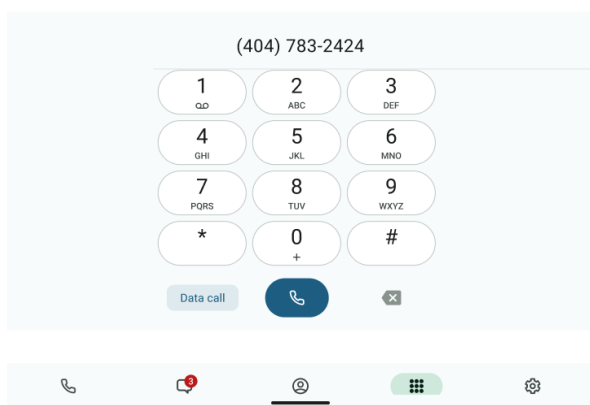 (404) 783-2424
1 2 3
ABC DEF
4 5 6
GHI JKL MNO
7 8 9
PQRS TUV WXYZ
* 0 #
+
Data call
3